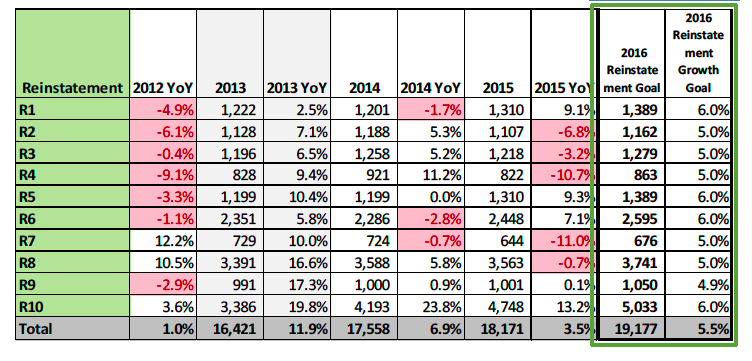 Reinstatement 2012 YoY 2013 2013 YoY 2014 2014 YoY 2015 2015 YoY 2016 Reinstate ment Goal 2016 Reinstate ment Growth Goal
R1 -4.9% 1,222 2.5% 1,201 -1.7% 1,310 9.1% 1,389 6.0%
R2 -6.1% 1,128 7.1% 1,188 5.3% 1,107 -6.8% 1,162 5.0%
R3 -0.4% 1,196 6.5% 1,258 5.2% 1,218 -3.2% 1,279 5.0%
R4 -9.1% 828 9.4% 921 11.2% 822 -10.7% 863 5.0%
R5 -3.3% 1,199 10.4% 1,199 0.0% 1,310 9.3% 1,389 6.0%
R6 -1.1% 2,351 5.8% 2,286 -2.8% 2,448 7.1% 2,595 6.0%
R7 12.2% 729 10.0% 724 -0.7% 644 -11.0% 676 5.0%
R8 10.5% 3,391 16.6% 3,588 5.8% 3,563 -0.7% 3,741 5.0%
R9 -2.9% 991 17.3% 1,000 0.9% 1,001 0.1% 1,050 4.9%
R10 3.6% 3,386 19.8% 4,193 23.8% 4,748 13.2% 5,033 6.0%
Total 1.0% 16,421 11.9% 17,558 6.9% 18,171 3.5% 19,177 5.5%